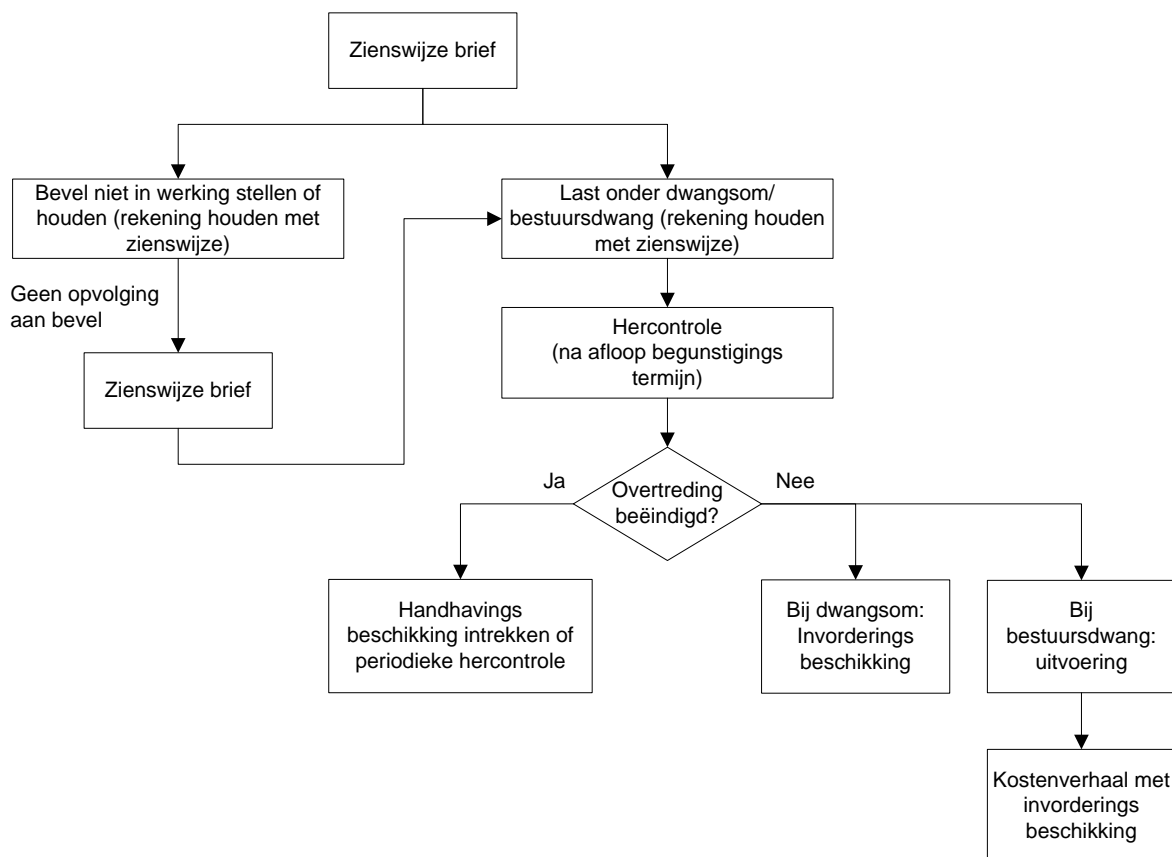 Zienswijze brief
Bevel niet in werking stellen of
houden (rekening houden met
zienswijze)
Last onder dwangsom/
bestuursdwang (rekening houden
met zienswijze)
Geen opvolging
aan bevel
Zienswijze brief
Hercontrole
(na afloop begunstigings
termijn)
Ja
Overtreding
beëindigd?
Nee
Handhavings
beschikking intrekken of
periodieke hercontrole
Bij dwangsom:
Invorderings
beschikking
Bij
bestuursdwang:
uitvoering
Kostenverhaal met
invorderings
beschikking